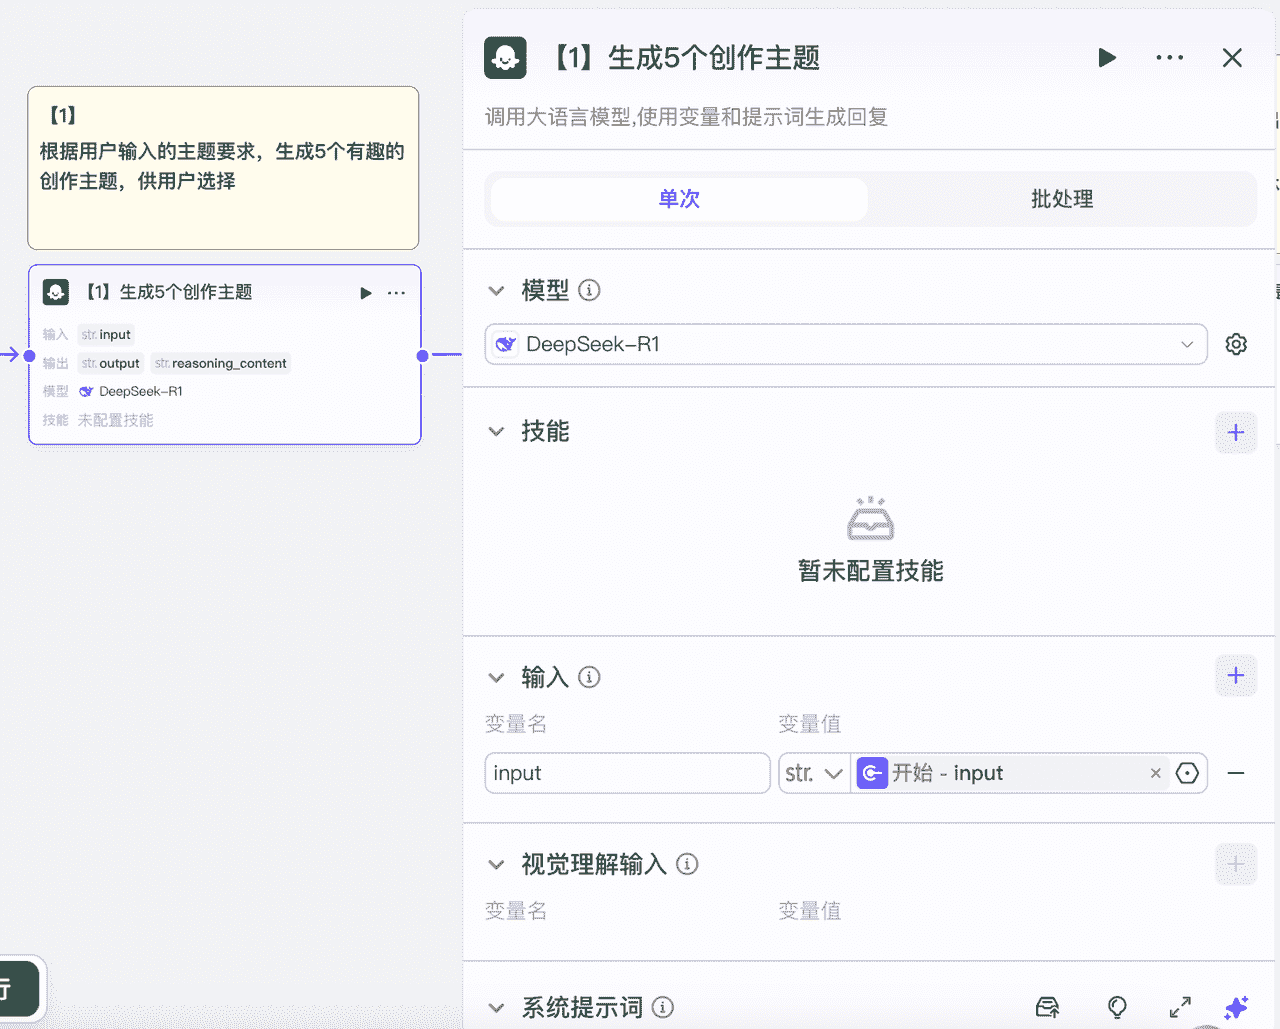 【1】
根据用户输入的主题要求，生成5个有趣的
创作主题，供用户选择
【1】生成5个创作主题
输入 str. input
输出 str. output str. reasoning_content
模型 DeepSeek-R1
技能 未配置技能
行
【1】生成5个创作主题
调用大语言模型,使用变量和提示词生成回复
单次 批处理
模型
DeepSeek-R1
技能
暂未配置技能
输入
变量名 变量值
input str. 开始 - input
视觉理解输入
变量名 变量值
系统提示词